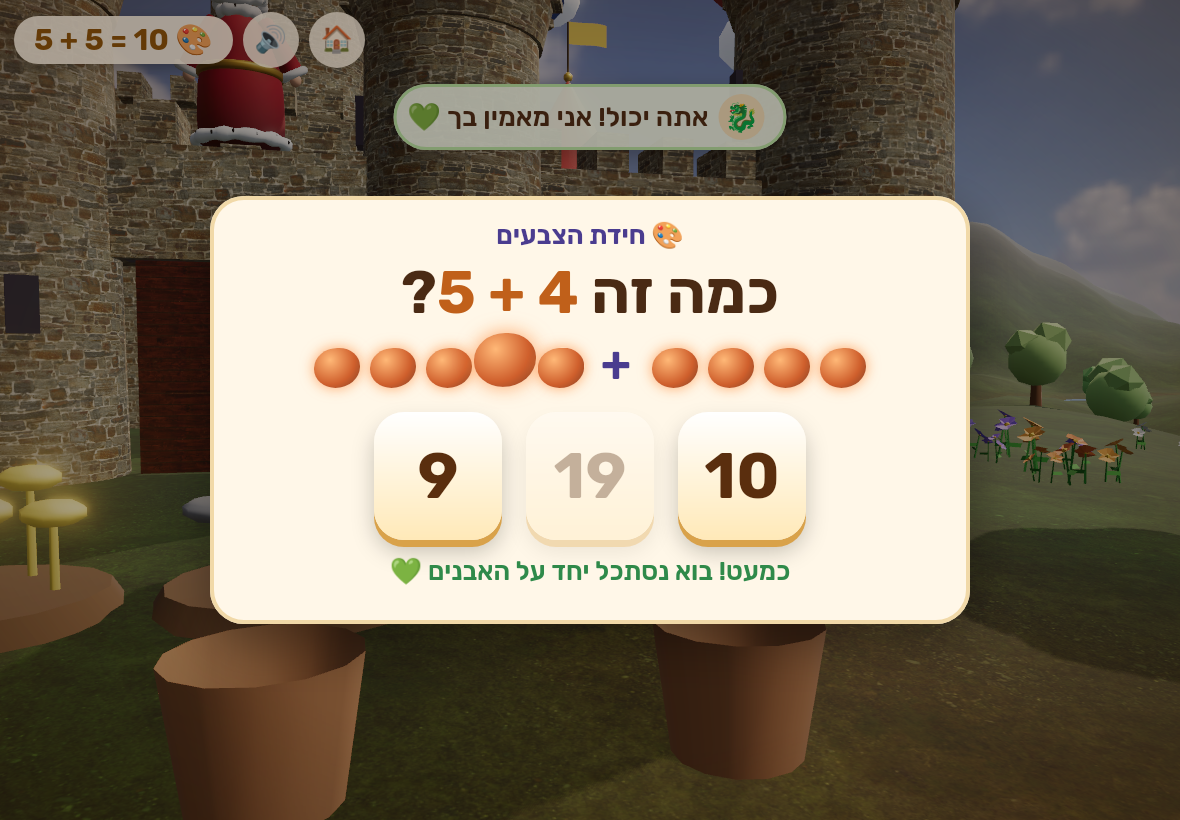 5 + 5 = 10
אתה יכול! אני מאמין בך
חידת הצבעים
כמה זה 4 + 5?
+
9 19 10
כמעט! בוא נסתכל יחד על האבנים